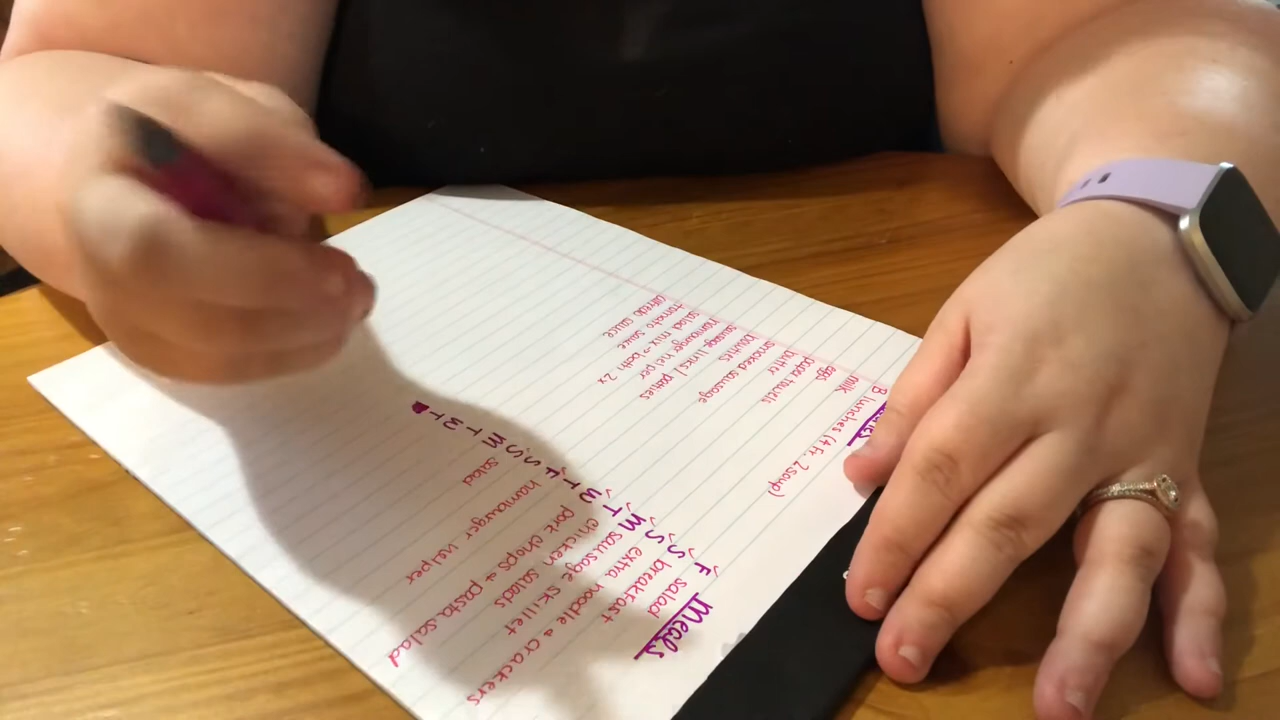 B lunches (4 Fr. 2 soup)
milk
eggs
paper towels
butter
smoked sausage
sausage links / patties
hamburger helper
salad mix → both 2x
tomato sauce
alfredo sauce
Meals
F salad
S breakfast
S extra noodle & crackers
M sausage skillet
T chicken salads
W pork chops & pasta salad
T
F hamburger helper
S
S salad
M
T
W
T